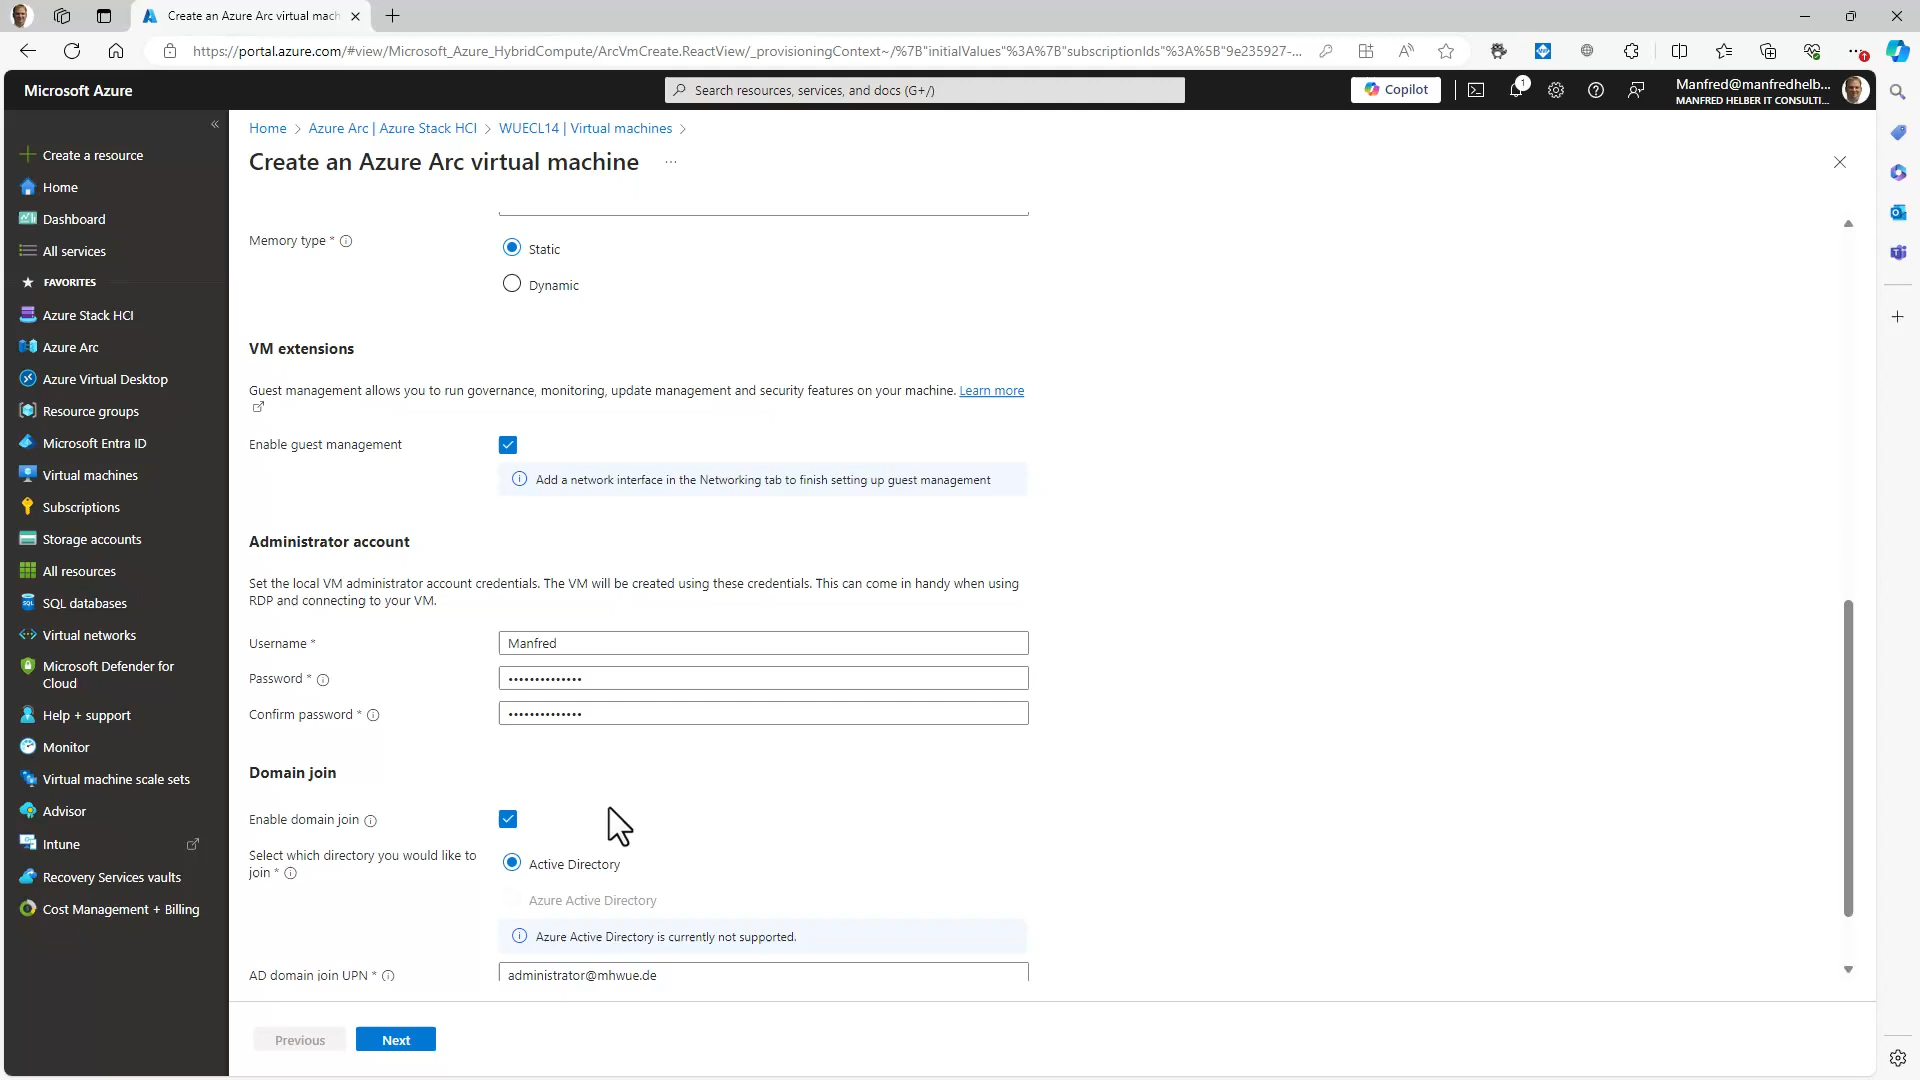 Create an Azure Arc virtual mach
https://portal.azure.com/#view/Microsoft_Azure_HybridCompute/ArcVmCreate.ReactView/_provisioningContext~/%7B"initialValues"%3A%7B"subscriptionIds"%3A%5B"9e235927-...
Microsoft Azure
Search resources, services, and docs (G+/)
Copilot
1
Manfred@manfredhelb...
MANFRED HELBER IT CONSULTI...
Home > Azure Arc | Azure Stack HCI > WUECL14 | Virtual machines >
Create an Azure Arc virtual machine ...
Create a resource
Home
Dashboard
All services
FAVORITES
Azure Stack HCI
Azure Arc
Azure Virtual Desktop
Resource groups
Microsoft Entra ID
Virtual machines
Subscriptions
Storage accounts
All resources
SQL databases
Virtual networks
Microsoft Defender for
Cloud
Help + support
Monitor
Virtual machine scale sets
Advisor
Intune
Recovery Services vaults
Cost Management + Billing
Memory type *
Static
Dynamic
VM extensions
Guest management allows you to run governance, monitoring, update management and security features on your machine. Learn more
Enable guest management
Add a network interface in the Networking tab to finish setting up guest management
Administrator account
Set the local VM administrator account credentials. The VM will be created using these credentials. This can come in handy when using
RDP and connecting to your VM.
Username *
Manfred
Password *
••••••••••••••
Confirm password *
••••••••••••••
Domain join
Enable domain join
Select which directory you would like to
join *
Active Directory
Azure Active Directory
Azure Active Directory is currently not supported.
AD domain join UPN *
administrator@mhwue.de
Previous
Next